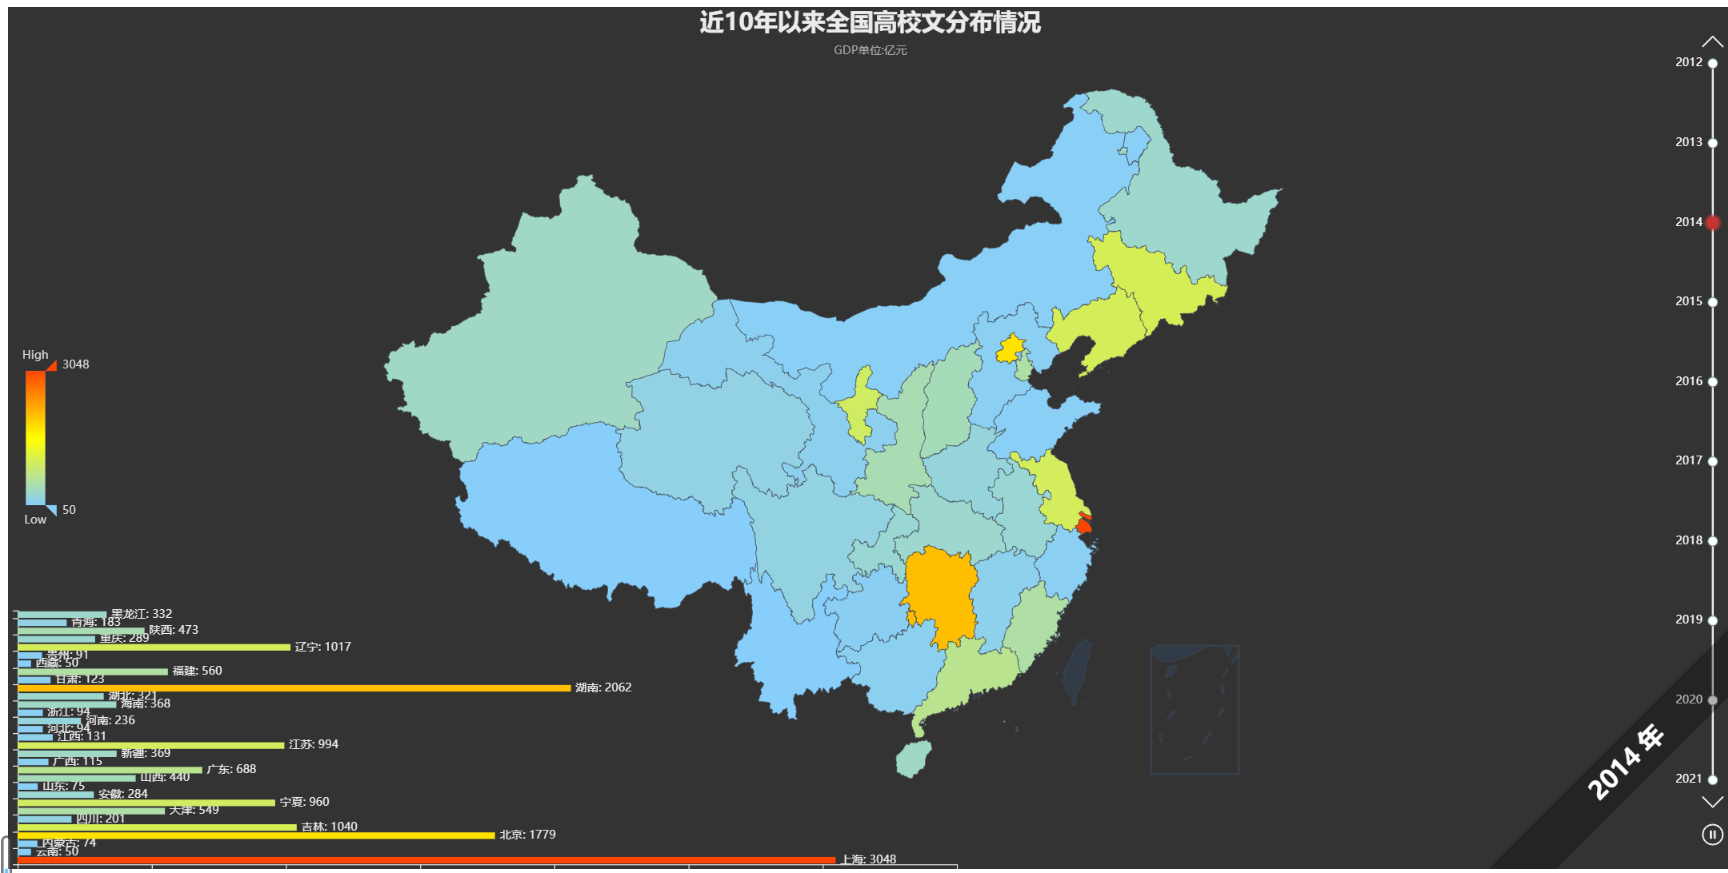 近10年以来全国高校文分布情况
GDP单位:亿元
2012
2013
2014
2015
2016
2017
2018
2019
2020
2021
High
3048
50
Low
黑龙江: 332
青海: 183
陕西: 473
重庆: 289
辽宁: 1017
贵州: 91
西藏: 50
福建: 560
甘肃: 123
湖南: 2062
湖北: 321
海南: 368
浙江: 94
河南: 236
河北: 94
江西: 131
江苏: 994
新疆: 369
广西: 115
广东: 688
山西: 440
山东: 75
安徽: 284
宁夏: 960
天津: 549
四川: 201
吉林: 1040
北京: 1779
内蒙古: 74
云南: 50
上海: 3048
2014 年